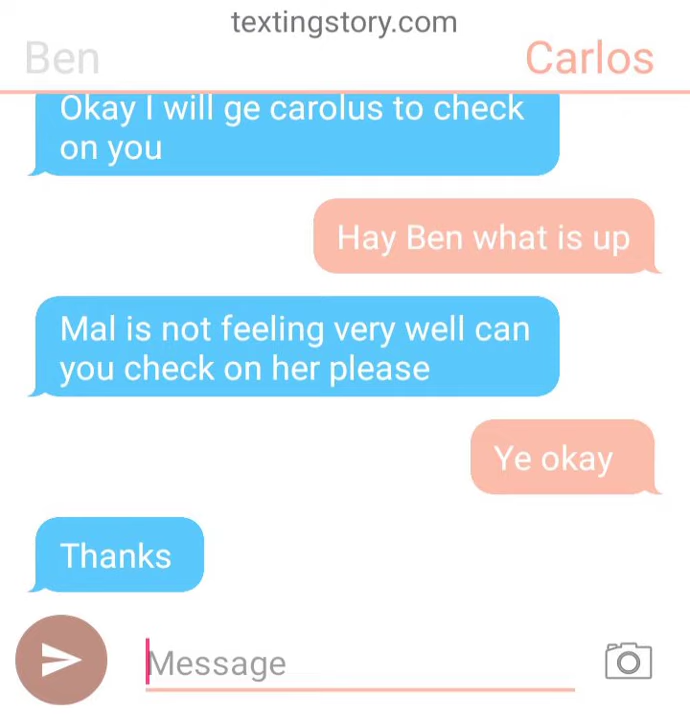 textingstory.com
Ben
Carlos
Okay I will ge carolus to check
on you
Hay Ben what is up
Mal is not feeling very well can
you check on her please
Ye okay
Thanks
Message